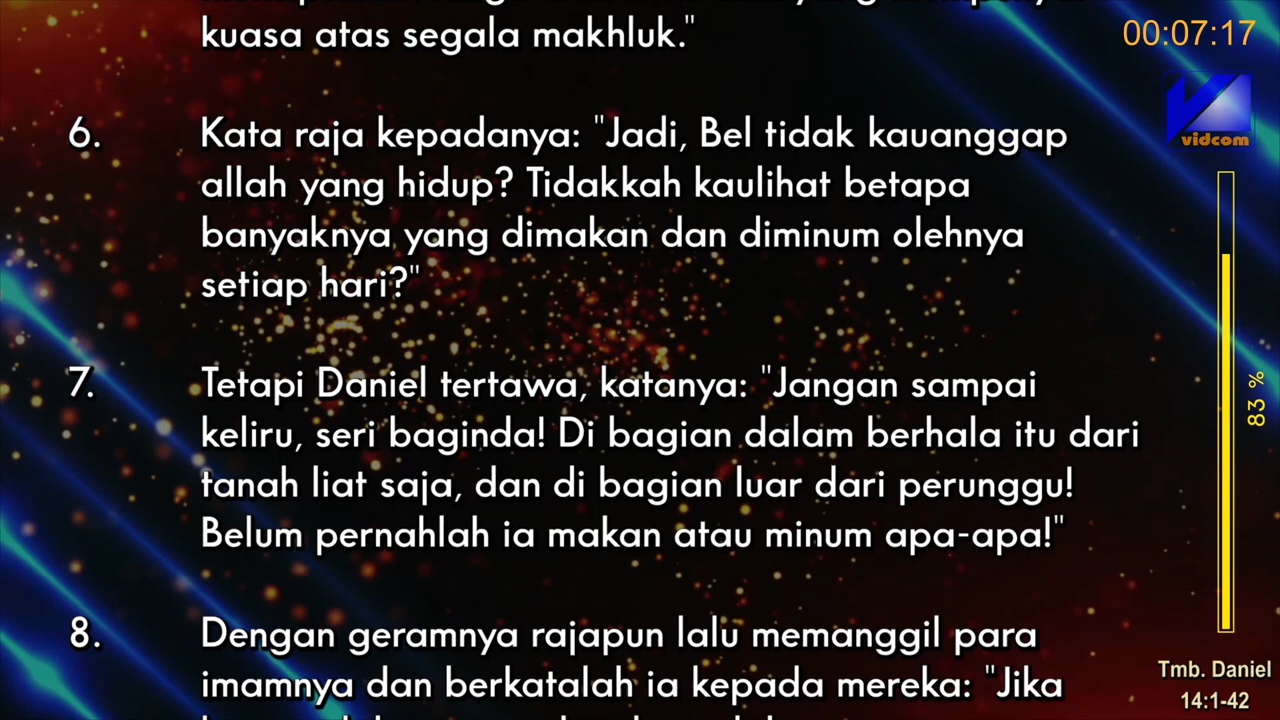 kuasa atas segala makhluk."
00:07:17
vidcom
6. Kata raja kepadanya: "Jadi, Bel tidak kauanggap
allah yang hidup? Tidakkah kaulihat betapa
banyaknya yang dimakan dan diminum olehnya
setiap hari?"
83 %
7. Tetapi Daniel tertawa, katanya: "Jangan sampai
keliru, seri baginda! Di bagian dalam berhala itu dari
tanah liat saja, dan di bagian luar dari perunggu!
Belum pernahlah ia makan atau minum apa-apa!"
8. Dengan geramnya rajapun lalu memanggil para
imamnya dan berkatalah ia kepada mereka: "Jika
Tmb. Daniel
14:1-42